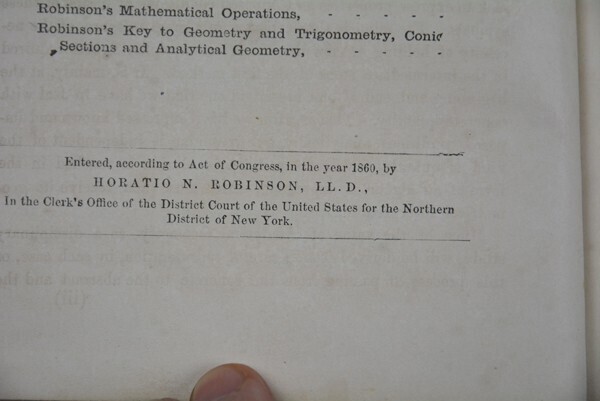 Robinson's Mathematical Operations, - - - - -
Robinson's Key to Geometry and Trigonometry, Conic
Sections and Analytical Geometry, - - - - -
Entered, according to Act of Congress, in the year 1860, by
HORATIO N. ROBINSON, LL. D.,
In the Clerk's Office of the District Court of the United States for the Northern
District of New York.